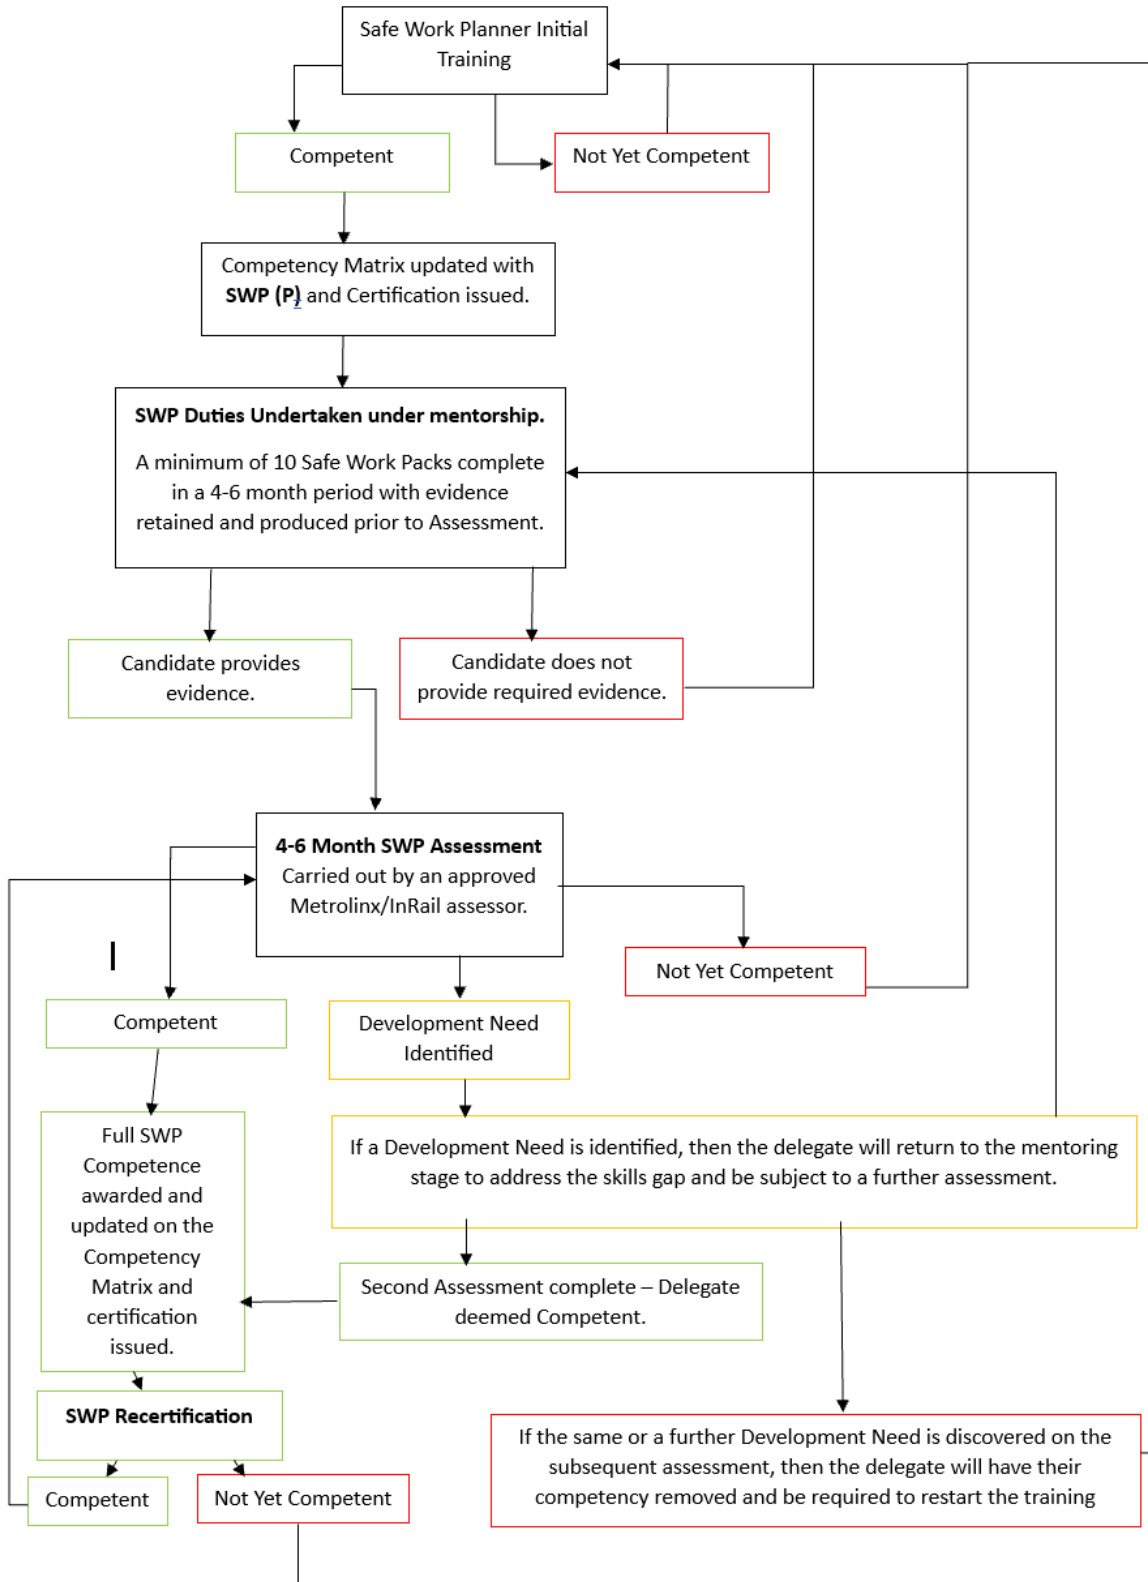 Safe Work Planner Initial
Training
Competent
Not Yet Competent
Competency Matrix updated with
SWP (P) and Certification issued.
SWP Duties Undertaken under mentorship.
A minimum of 10 Safe Work Packs complete
in a 4-6 month period with evidence
retained and produced prior to Assessment.
Candidate provides
evidence.
Candidate does not
provide required evidence.
4-6 Month SWP Assessment
Carried out by an approved
Metrolinx/InRail assessor.
Not Yet Competent
Competent
Development Need
Identified
Full SWP
Competence
awarded and
updated on the
Competency
Matrix and
certification
issued.
If a Development Need is identified, then the delegate will return to the mentoring
stage to address the skills gap and be subject to a further assessment.
Second Assessment complete – Delegate
deemed Competent.
SWP Recertification
Competent
Not Yet Competent
If the same or a further Development Need is discovered on the
subsequent assessment, then the delegate will have their
competency removed and be required to restart the training